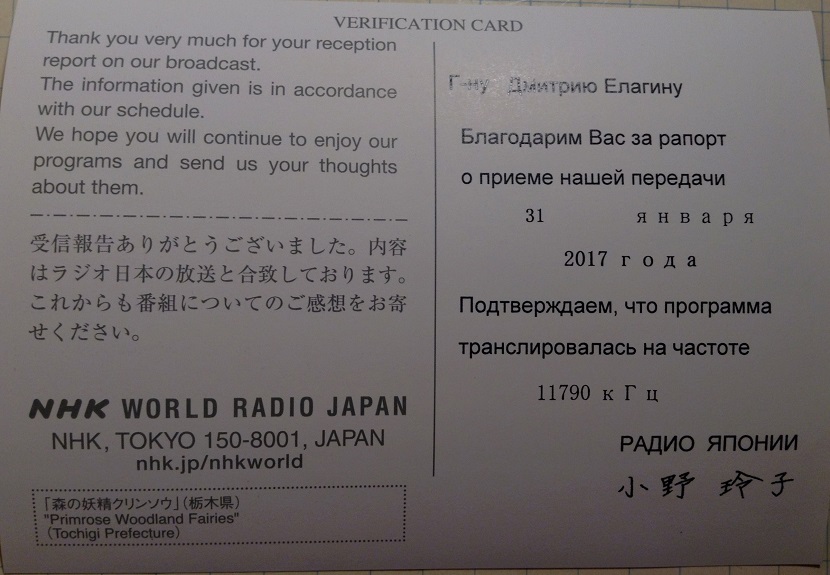 VERIFICATION CARD
Thank you very much for your reception
report on our broadcast.
The information given is in accordance
with our schedule.
We hope you will continue to enjoy our
programs and send us your thoughts
about them.
受信報告ありがとうございました。内容
はラジオ日本の放送と合致しております。
これからも番組についてのご感想をお寄
せください。
NHK WORLD RADIO JAPAN
NHK, TOKYO 150-8001, JAPAN
nhk.jp/nhkworld
「森の妖精クリンソウ」(栃木県)
"Primrose Woodland Fairies"
(Tochigi Prefecture)
Г-ну Дмитрию Елагину
Благодарим Вас за рапорт
о приеме нашей передачи
31 января
2017 года
Подтверждаем, что программа
транслировалась на частоте
11790 кГц
РАДИО ЯПОНИИ
小野 玲子